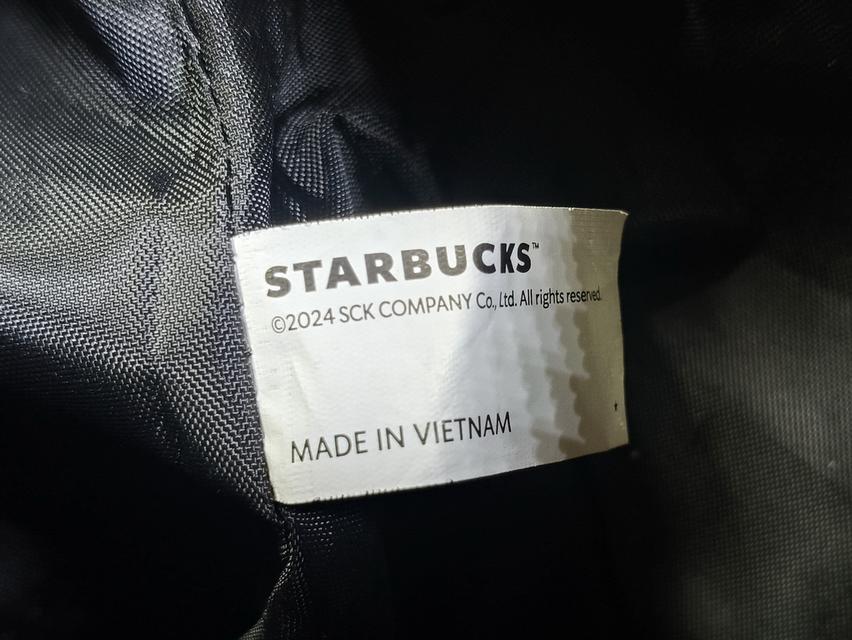 STARBUCKS™
©2024 SCK COMPANY Co., Ltd. All rights reserved.
MADE IN VIETNAM